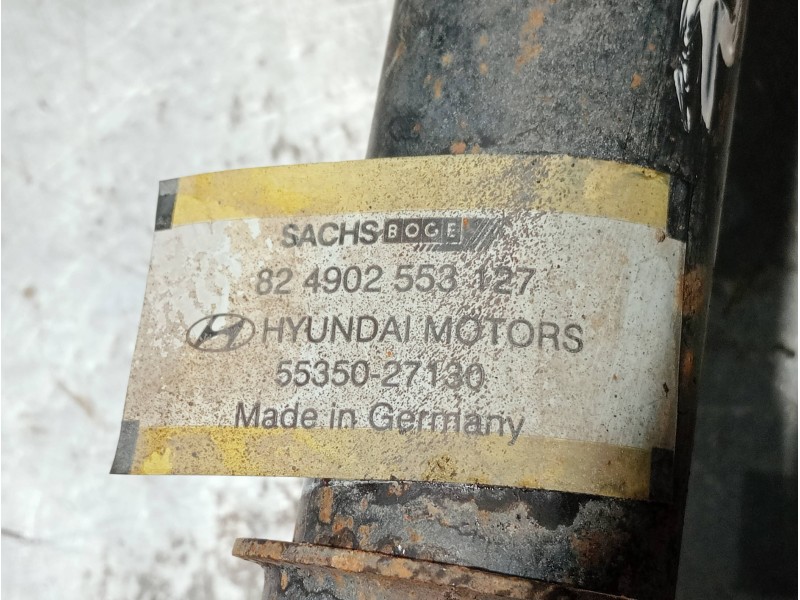 SACHS BOGE
82 4902 553 127
HYUNDAI MOTORS
55350-27130
Made in Germany